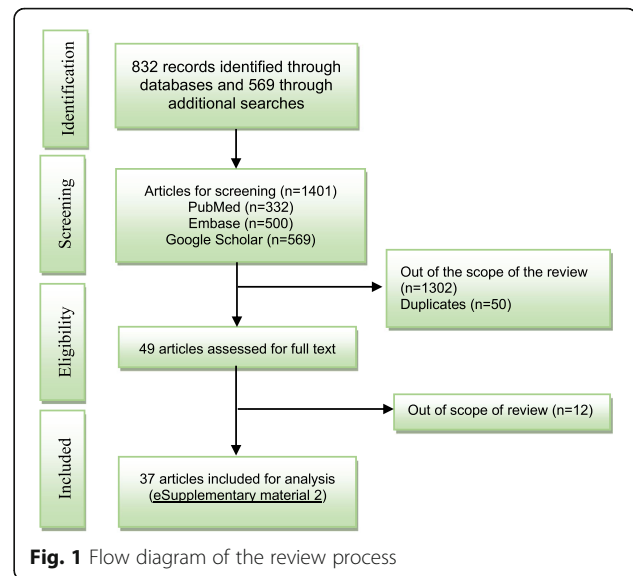 Identification
832 records identified through
databases and 569 through
additional searches
Screening
Articles for screening (n=1401)
PubMed (n=332)
Embase (n=500)
Google Scholar (n=569)
Out of the scope of the review
(n=1302)
Duplicates (n=50)
Eligibility
49 articles assessed for full text
Out of scope of review (n=12)
Included
37 articles included for analysis
(eSupplementary material 2)
Fig. 1 Flow diagram of the review process